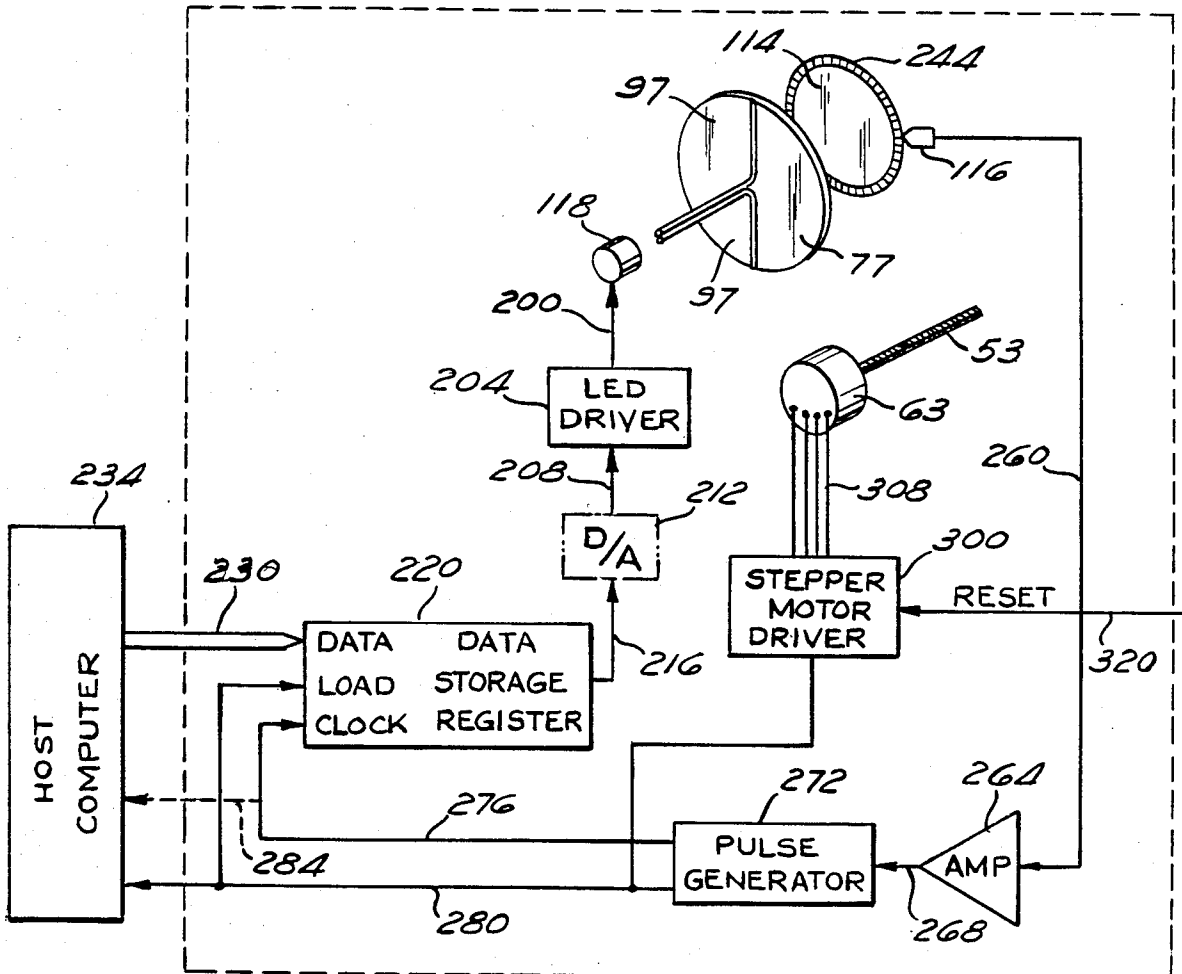 114
244
97
116
118
97
77
200
53
204
LED
DRIVER
63
234
208
212
308
260
D/A
300
230
220
STEPPER
MOTOR
DRIVER
RESET
DATA DATA
LOAD STORAGE
CLOCK REGISTER
216
320
HOST
COMPUTER
272
264
276
PULSE
GENERATOR
AMP
284
280
268